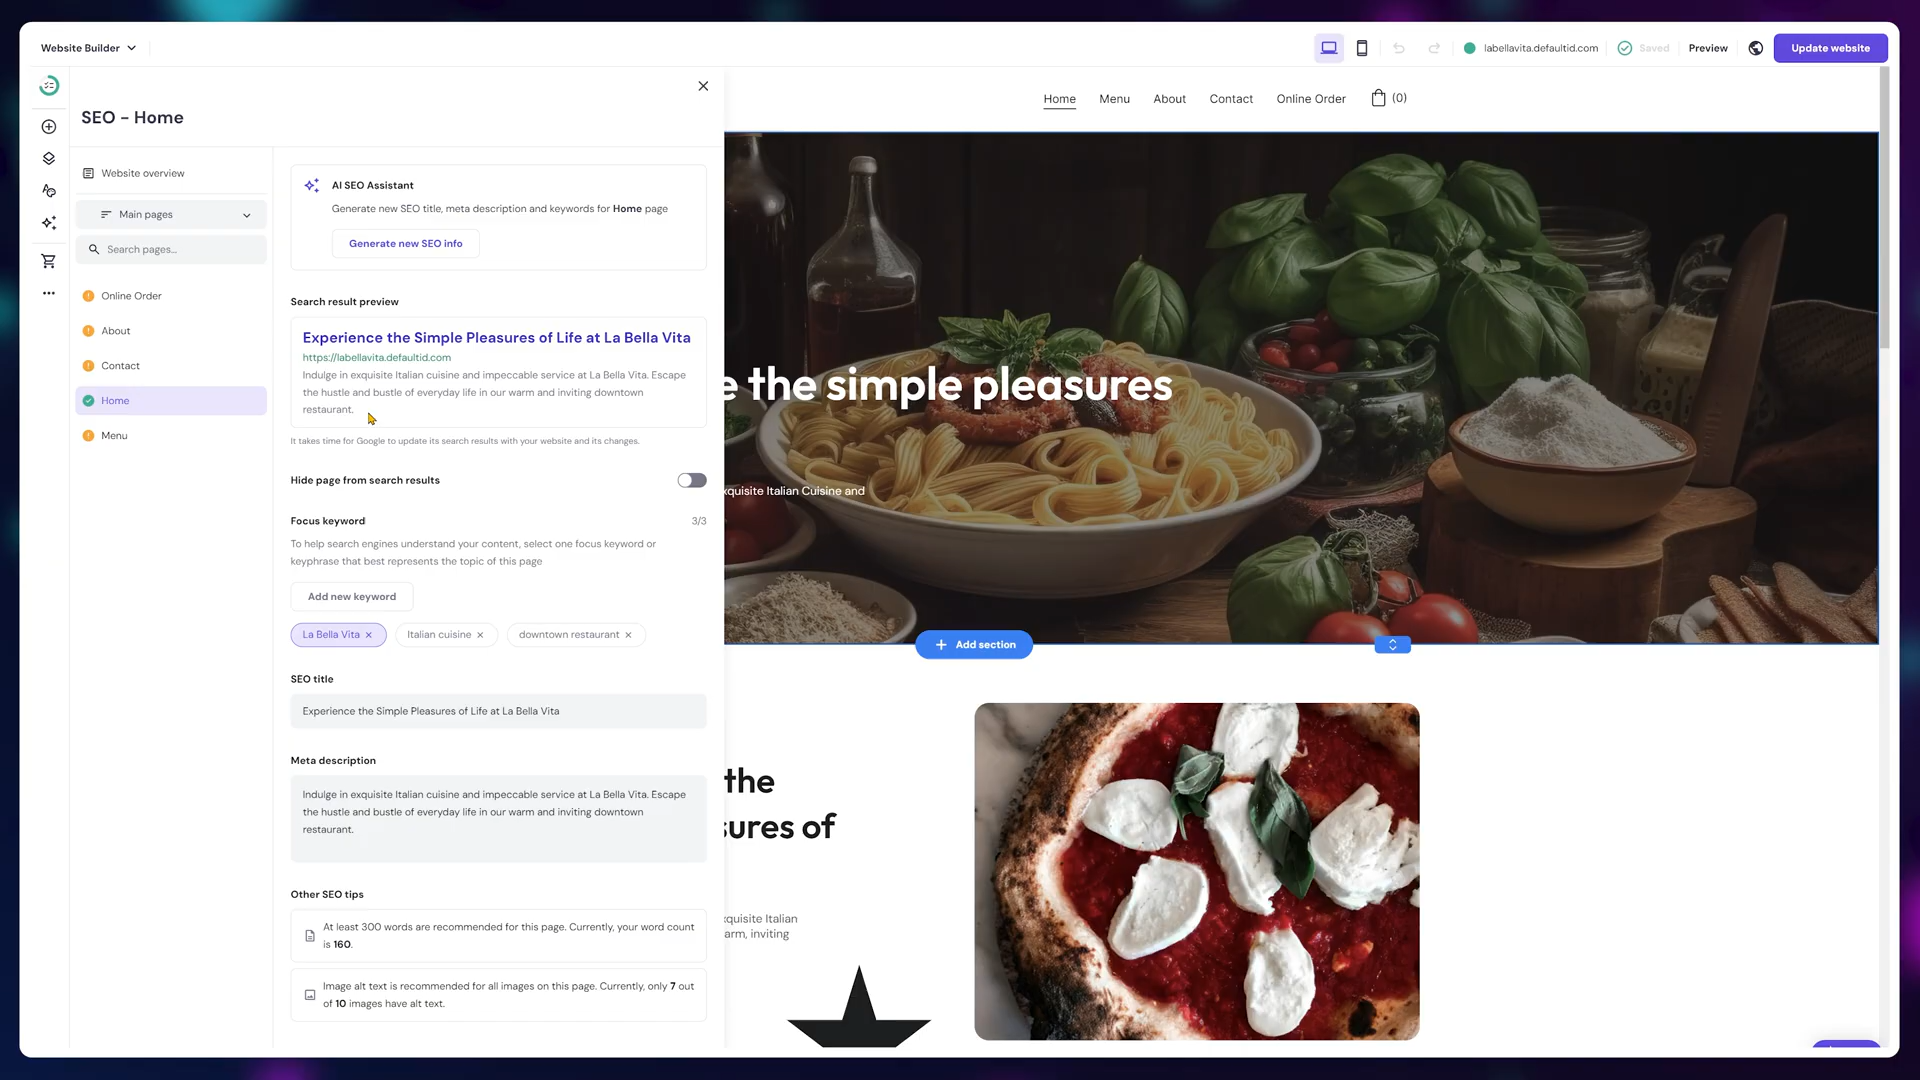 Website Builder
labellavita.defaultid.com
Saved
Preview
Update website
SEO - Home
Website overview
Main pages
Search pages...
Online Order
About
Contact
Home
Menu
AI SEO Assistant
Generate new SEO title, meta description and keywords for Home page
Generate new SEO info
Search result preview
Experience the Simple Pleasures of Life at La Bella Vita
https://labellavita.defaultid.com
Indulge in exquisite Italian cuisine and impeccable service at La Bella Vita. Escape
the hustle and bustle of everyday life in our warm and inviting downtown
restaurant.
It takes time for Google to update its search results with your website and its changes.
Hide page from search results
Focus keyword
3/3
To help search engines understand your content, select one focus keyword or
keyphrase that best represents the topic of this page
Add new keyword
La Bella Vita
Italian cuisine
downtown restaurant
SEO title
Experience the Simple Pleasures of Life at La Bella Vita
Meta description
Indulge in exquisite Italian cuisine and impeccable service at La Bella Vita. Escape
the hustle and bustle of everyday life in our warm and inviting downtown
restaurant.
Other SEO tips
At least 300 words are recommended for this page. Currently, your word count
is 160.
Image alt text is recommended for all images on this page. Currently, only 7 out
of 10 images have alt text.
Home
Menu
About
Contact
Online Order
(0)
e the simple pleasures
xquisite Italian Cuisine and
Add section
the
sures of
xquisite Italian
arm, inviting